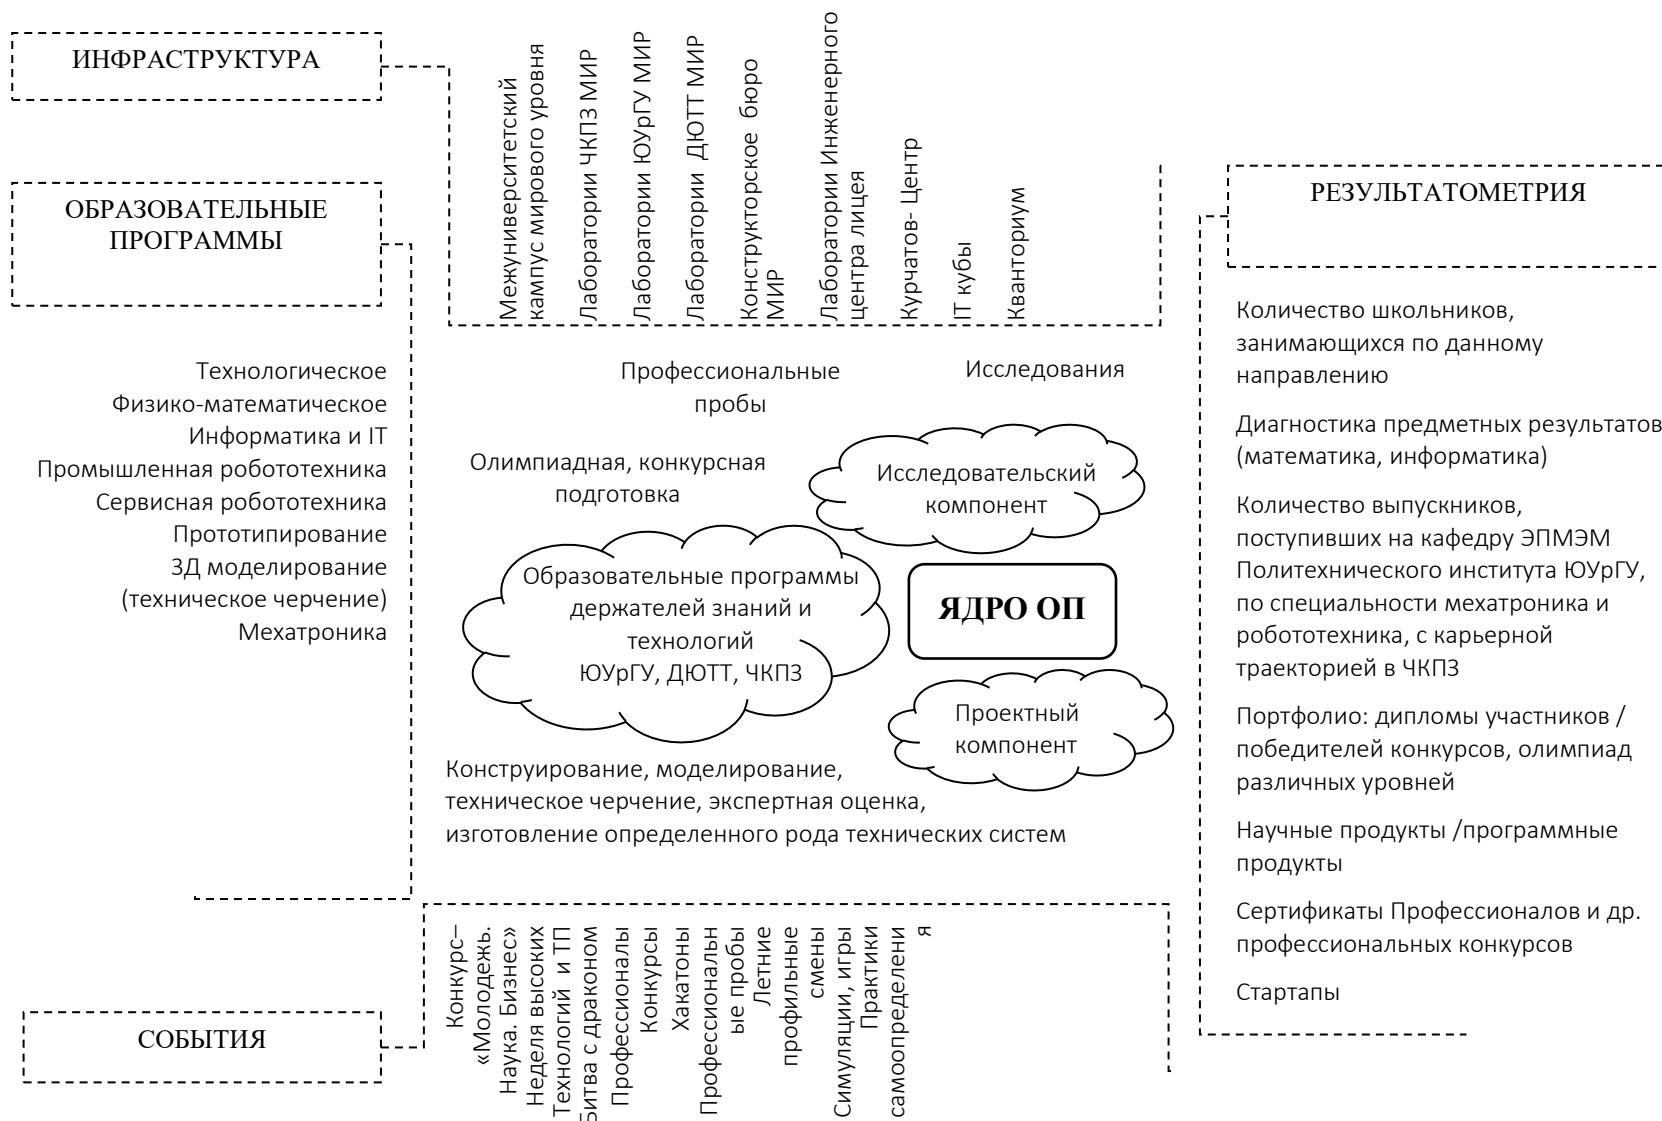 ИНФРАСТРУКТУРА
Межуниверситетский
кампус мирового уровня
Лаборатории ЧКПЗ МИР
Лаборатории ЮУрГУ МИР
Лаборатории ДЮТТ МИР
Конструкторское бюро
МИР
Лаборатории Инженерного
центра лицея
Курчатов- Центр
IT кубы
Кванториум
ОБРАЗОВАТЕЛЬНЫЕ
ПРОГРАММЫ
Технологическое
Физико-математическое
Информатика и IT
Промышленная робототехника
Сервисная робототехника
Прототипирование
3Д моделирование
(техническое черчение)
Мехатроника
Профессиональные
пробы
Исследования
Олимпиадная, конкурсная
подготовка
Исследовательский
компонент
Образовательные программы
держателей знаний и
технологий
ЮУрГУ, ДЮТТ, ЧКПЗ
ЯДРО ОП
Проектный
компонент
Конструирование, моделирование,
техническое черчение, экспертная оценка,
изготовление определенного рода технических систем
РЕЗУЛЬТАТОМЕТРИЯ
Количество школьников,
занимающихся по данному
направлению
Диагностика предметных результатов
(математика, информатика)
Количество выпускников,
поступивших на кафедру ЭПМЭМ
Политехнического института ЮУрГУ,
по специальности мехатроника и
робототехника, с карьерной
траекторией в ЧКПЗ
Портфолио: дипломы участников /
победителей конкурсов, олимпиад
различных уровней
Научные продукты /программные
продукты
Сертификаты Профессионалов и др.
профессиональных конкурсов
Стартапы
СОБЫТИЯ
Конкурс–
«Молодежь.
Наука. Бизнес»
Неделя высоких
Технологий и ТП
Битва с драконом
Профессионалы
Конкурсы
Хакатоны
Профессиональн
ые пробы
Летние
профильные
смены
Симуляции, игры
Практики
самоопределени
я